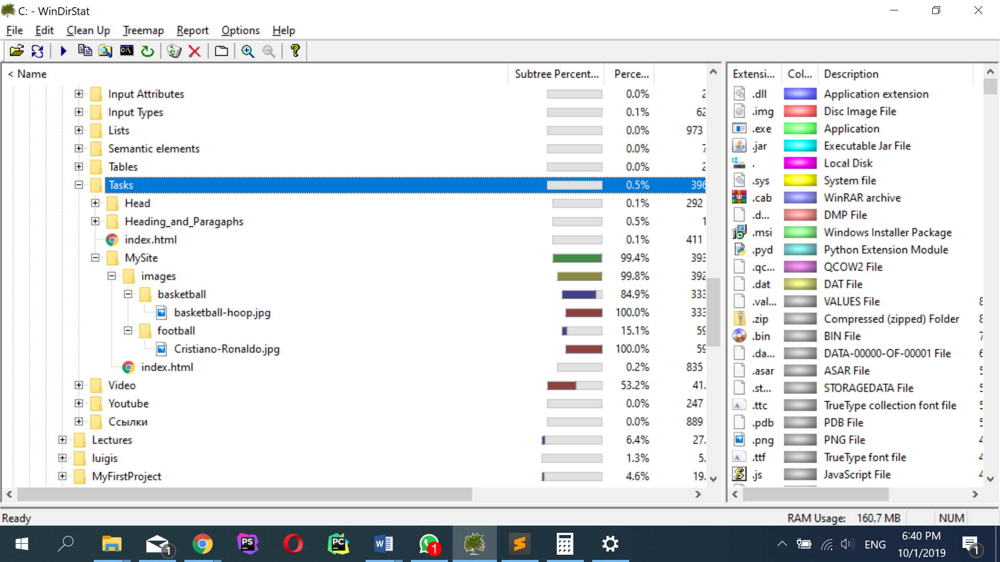 C: - WinDirStat
File Edit Clean Up Treemap Report Options Help
< Name Subtree Percent... Perce...
Input Attributes 0.0% 2
Input Types 0.1% 62
Lists 0.0% 973
Semantic elements 0.0% 7
Tables 0.0% 2
Tasks 0.5% 396
Head 0.1% 292
Heading_and_Paragaphs 0.5% 1
index.html 0.1% 411
MySite 99.4% 393
images 99.8% 392
basketball 84.9% 333
basketball-hoop.jpg 100.0% 333
football 15.1% 59
Cristiano-Ronaldo.jpg 100.0% 59
index.html 0.2% 835
Video 53.2% 41.
Youtube 0.0% 247
Ссылки 0.0% 889
Lectures 6.4% 27.
luigis 1.3% 5.
MyFirstProject 4.6% 19.
Extensi... Col... Description
.dll Application extension
.img Disc Image File
.exe Application
.jar Executable Jar File
. Local Disk
.sys System file
.cab WinRAR archive
.d... DMP File
.msi Windows Installer Package
.pyd Python Extension Module
.qc... QCOW2 File
.dat DAT File
.val... VALUES File 8
.zip Compressed (zipped) Folder 8
.bin BIN File 7
.da... DATA-00000-OF-00001 File 6
.asar ASAR File 5
.st... STORAGEDATA File 5
.ttc TrueType collection font file 5
.pdb PDB File 5
.png PNG File 4
.ttf TrueType font file 4
.js JavaScript File 4
Ready RAM Usage: 160.7 MB NUM
1 PS PC W 1 ENG 6:40 PM
10/1/2019 1